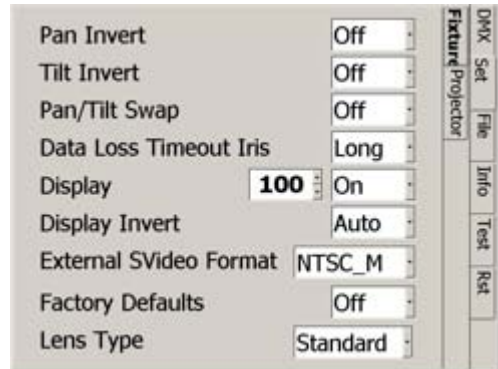 Pan Invert Off
Tilt Invert Off
Pan/Tilt Swap Off
Data Loss Timeout Iris Long
Display 100 On
Display Invert Auto
External SVideo Format NTSC_M
Factory Defaults Off
Lens Type Standard
Fixture Projector
DMX Set File Info Test Rst